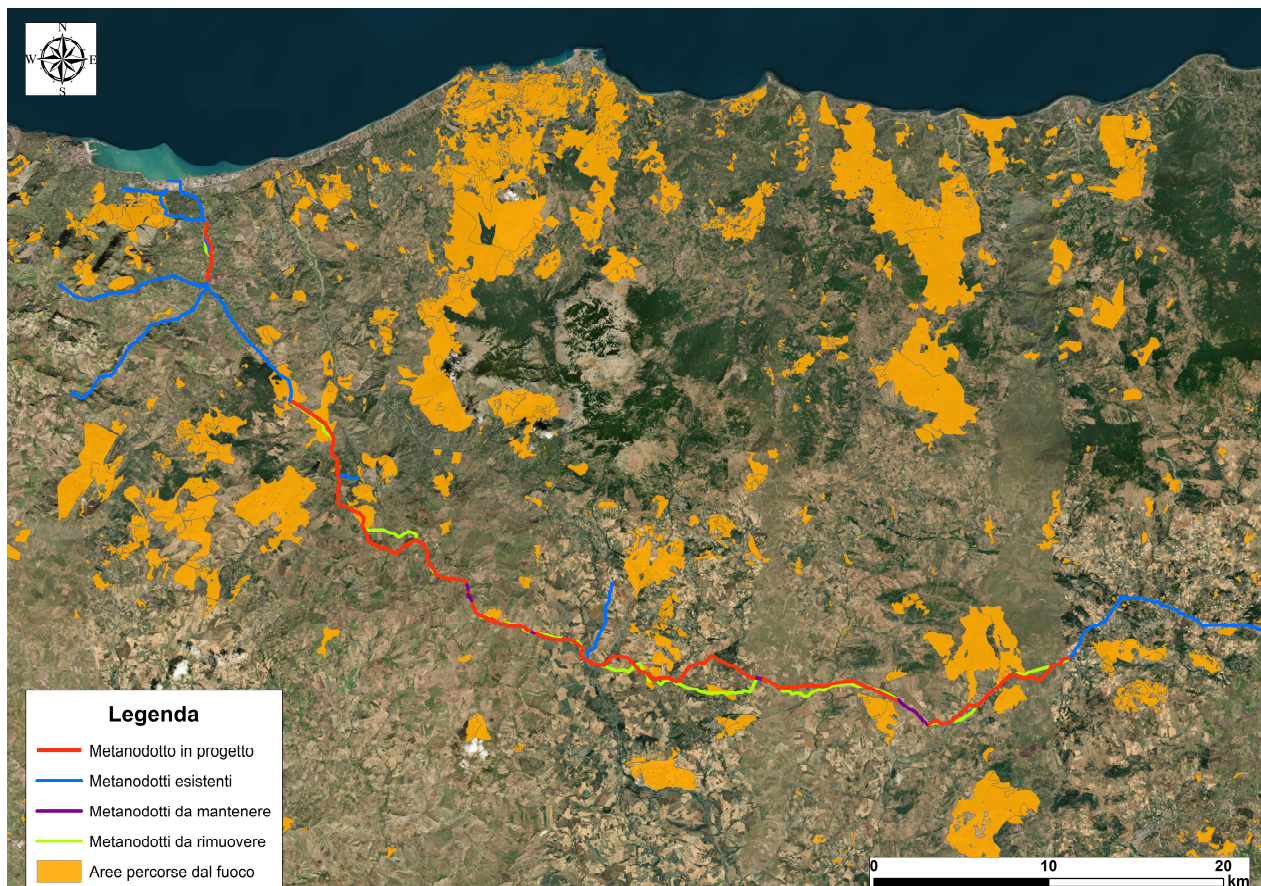 N
W E
S
Legenda
Metanodotto in progetto
Metanodotti esistenti
Metanodotti da mantenere
Metanodotti da rimuovere
Aree percorse dal fuoco
0 10 20
km